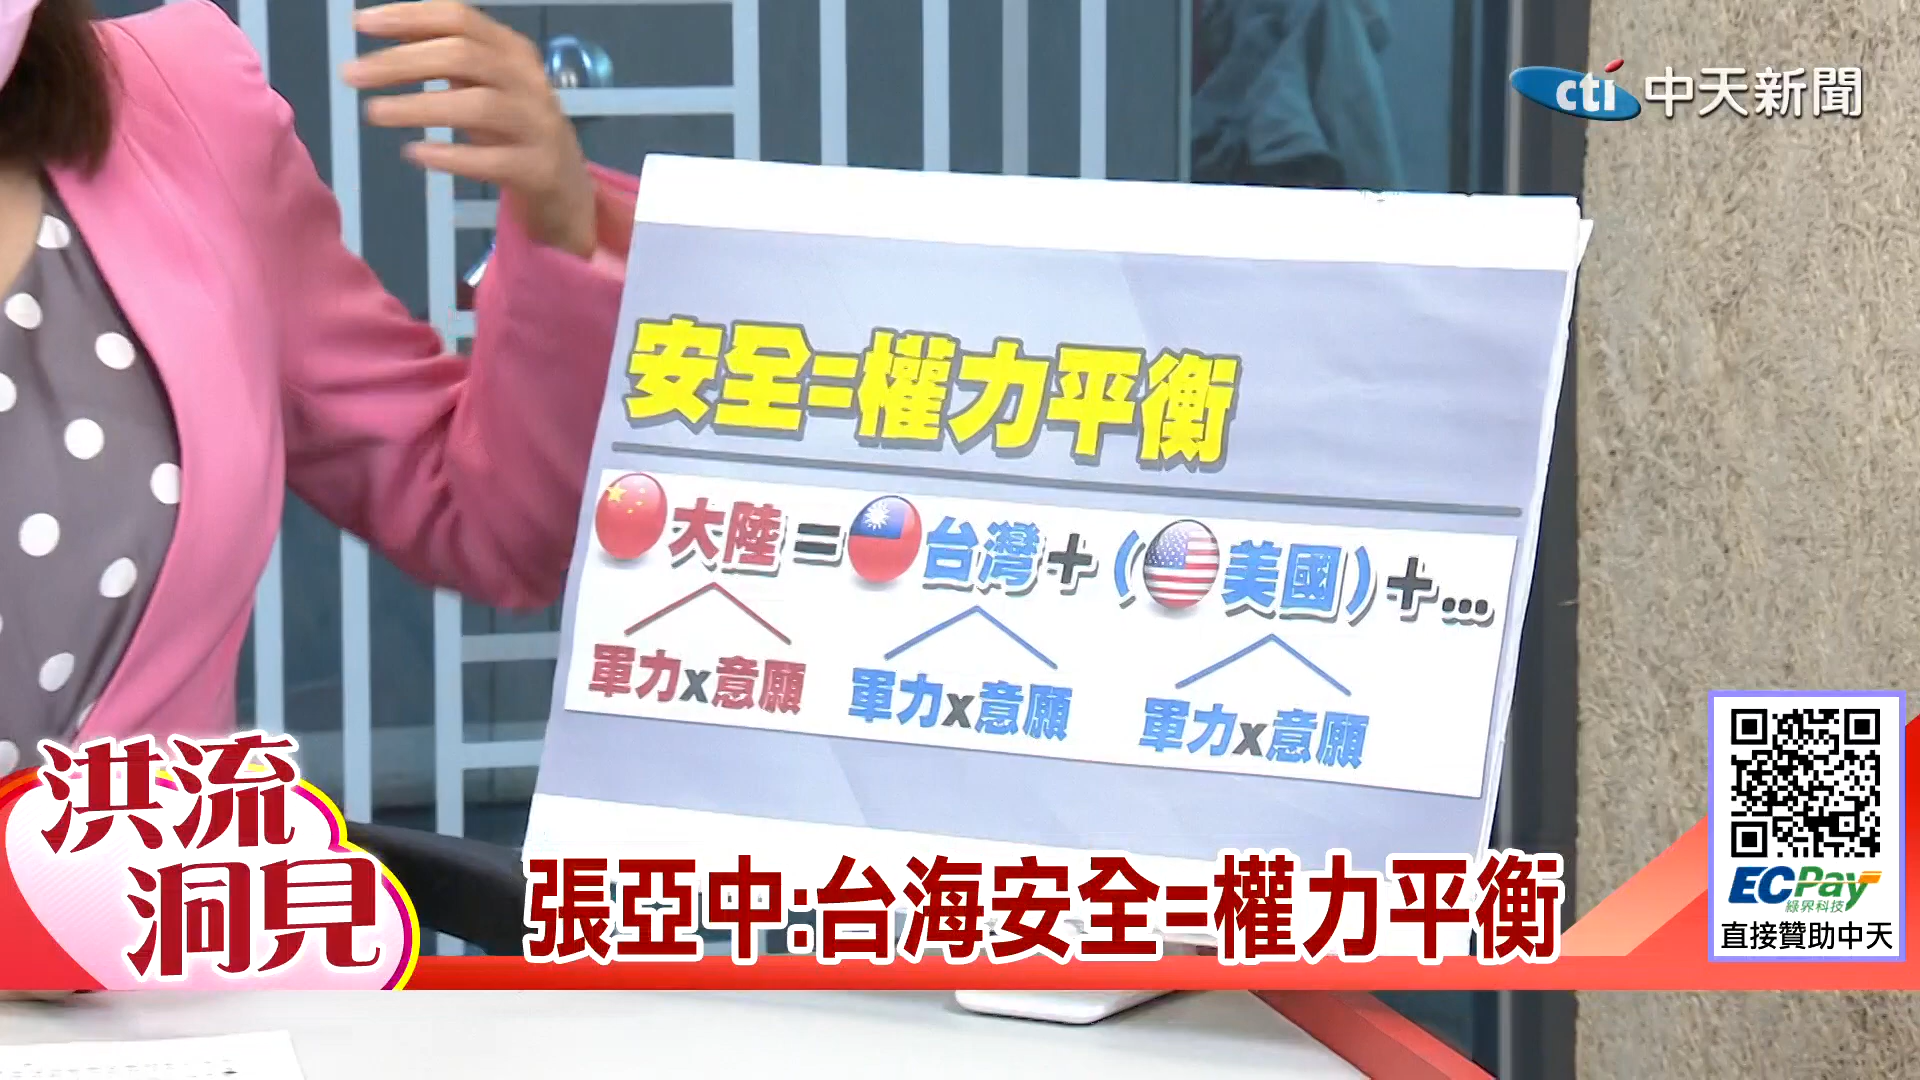 cti 中天新聞
安全=權力平衡
大陸=台灣+(美國)+...
軍力x意願 軍力x意願 軍力x意願
洪流
洞見
張亞中:台海安全=權力平衡
ECPay
綠界科技
直接贊助中天